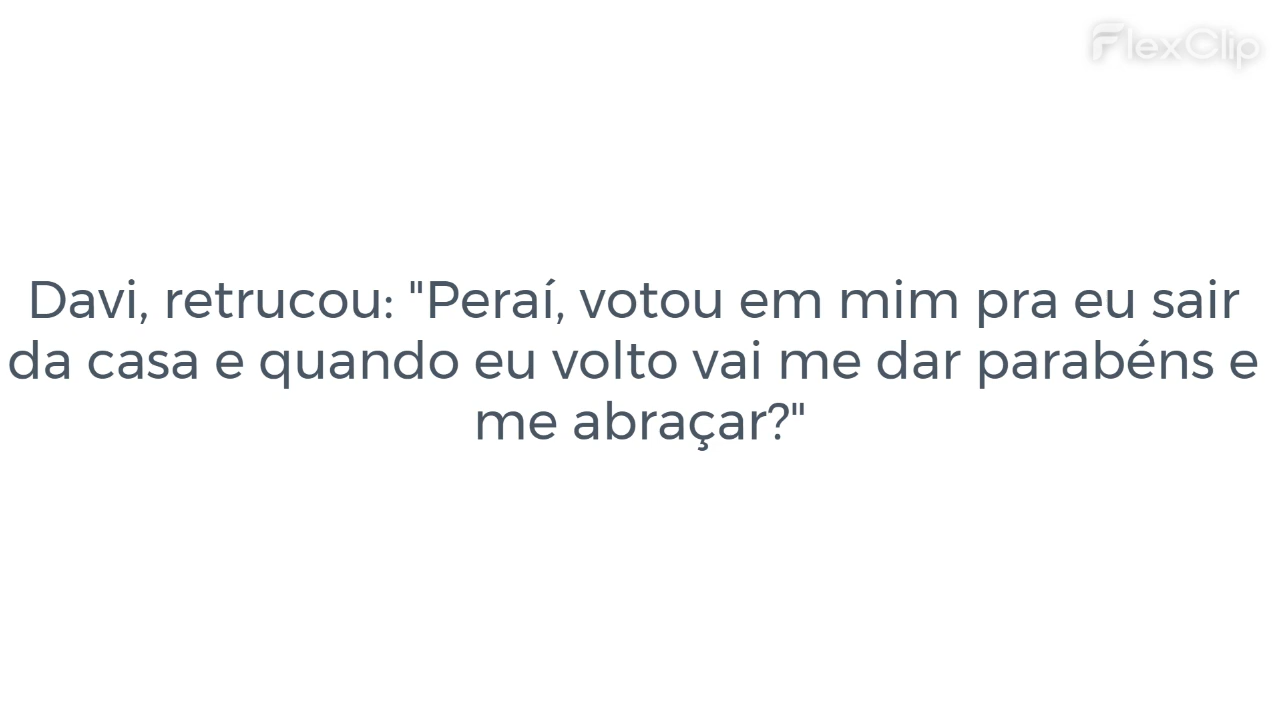 FlexClip
Davi, retrucou: "Peraí, votou em mim pra eu sair
da casa e quando eu volto vai me dar parabéns e
me abraçar?"